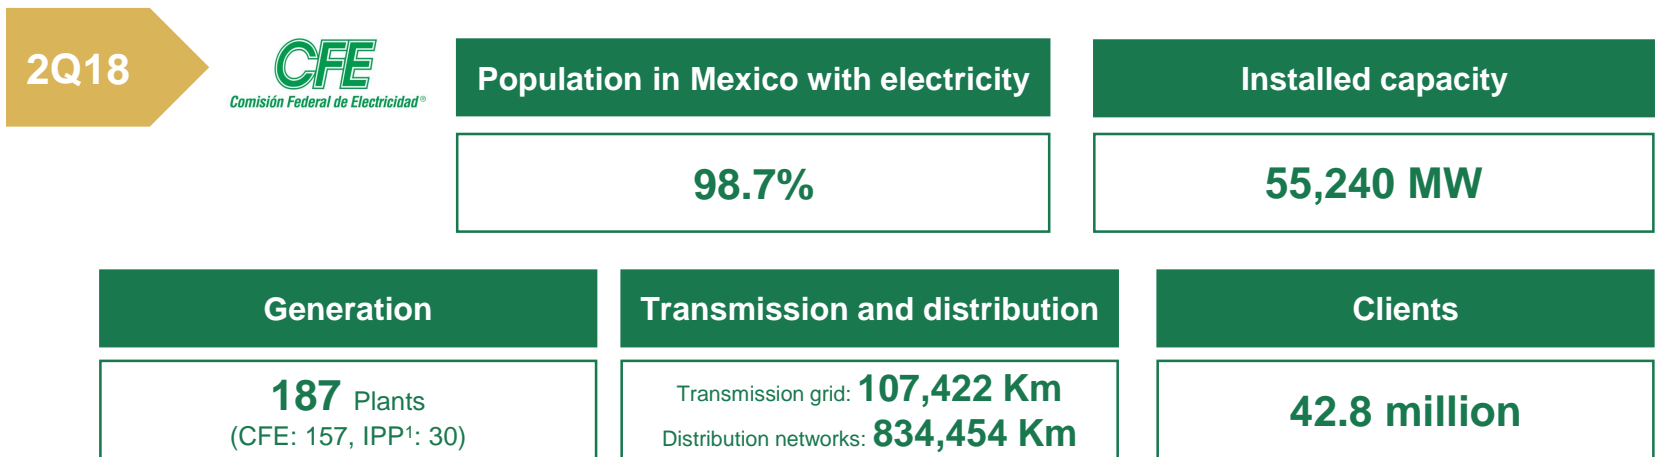 2Q18
CFE
Comisión Federal de Electricidad®
Population in Mexico with electricity
98.7%
Installed capacity
55,240 MW
Generation
187 Plants
(CFE: 157, IPP¹: 30)
Transmission and distribution
Transmission grid: 107,422 Km
Distribution networks: 834,454 Km
Clients
42.8 million